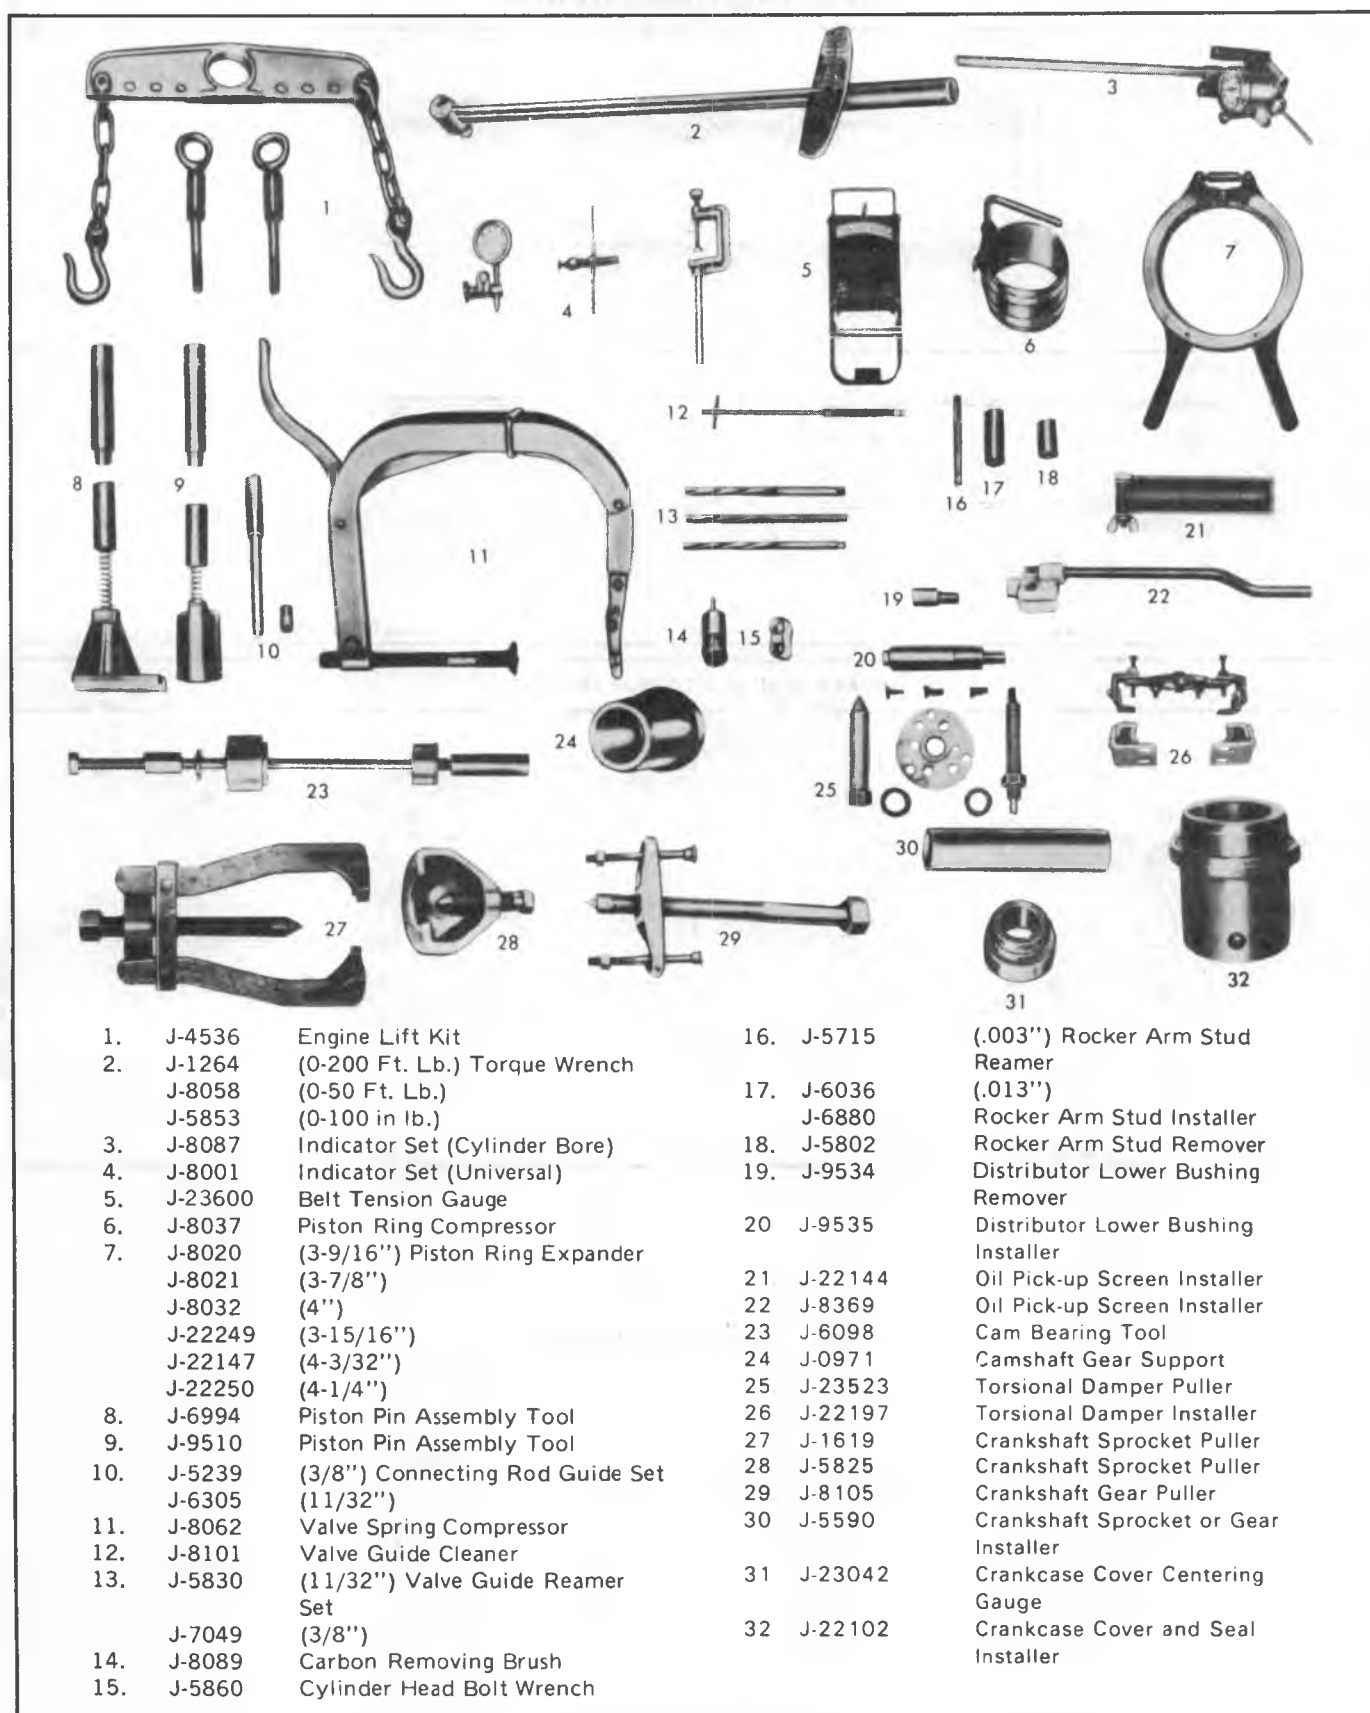 1
2
3
4
5
6
7
8
9
10
11
12
13
14
15
16
17
18
19
20
21
22
23
24
25
26
27
28
29
30
31
32
1. J-4536 Engine Lift Kit
2. J-1264 (0-200 Ft. Lb.) Torque Wrench
J-8058 (0-50 Ft. Lb.)
J-5853 (0-100 in lb.)
3. J-8087 Indicator Set (Cylinder Bore)
4. J-8001 Indicator Set (Universal)
5. J-23600 Belt Tension Gauge
6. J-8037 Piston Ring Compressor
7. J-8020 (3-9/16'') Piston Ring Expander
J-8021 (3-7/8'')
J-8032 (4'')
J-22249 (3-15/16'')
J-22147 (4-3/32'')
J-22250 (4-1/4'')
8. J-6994 Piston Pin Assembly Tool
9. J-9510 Piston Pin Assembly Tool
10. J-5239 (3/8'') Connecting Rod Guide Set
J-6305 (11/32'')
11. J-8062 Valve Spring Compressor
12. J-8101 Valve Guide Cleaner
13. J-5830 (11/32'') Valve Guide Reamer
Set
J-7049 (3/8'')
14. J-8089 Carbon Removing Brush
15. J-5860 Cylinder Head Bolt Wrench
16. J-5715 (.003'') Rocker Arm Stud
Reamer
17. J-6036 (.013'')
J-6880 Rocker Arm Stud Installer
18. J-5802 Rocker Arm Stud Remover
19. J-9534 Distributor Lower Bushing
Remover
20 J-9535 Distributor Lower Bushing
Installer
21 J-22144 Oil Pick-up Screen Installer
22 J-8369 Oil Pick-up Screen Installer
23 J-6098 Cam Bearing Tool
24 J-0971 Camshaft Gear Support
25 J-23523 Torsional Damper Puller
26 J-22197 Torsional Damper Installer
27 J-1619 Crankshaft Sprocket Puller
28 J-5825 Crankshaft Sprocket Puller
29 J-8105 Crankshaft Gear Puller
30 J-5590 Crankshaft Sprocket or Gear
Installer
31 J-23042 Crankcase Cover Centering
Gauge
32 J-22102 Crankcase Cover and Seal
Installer